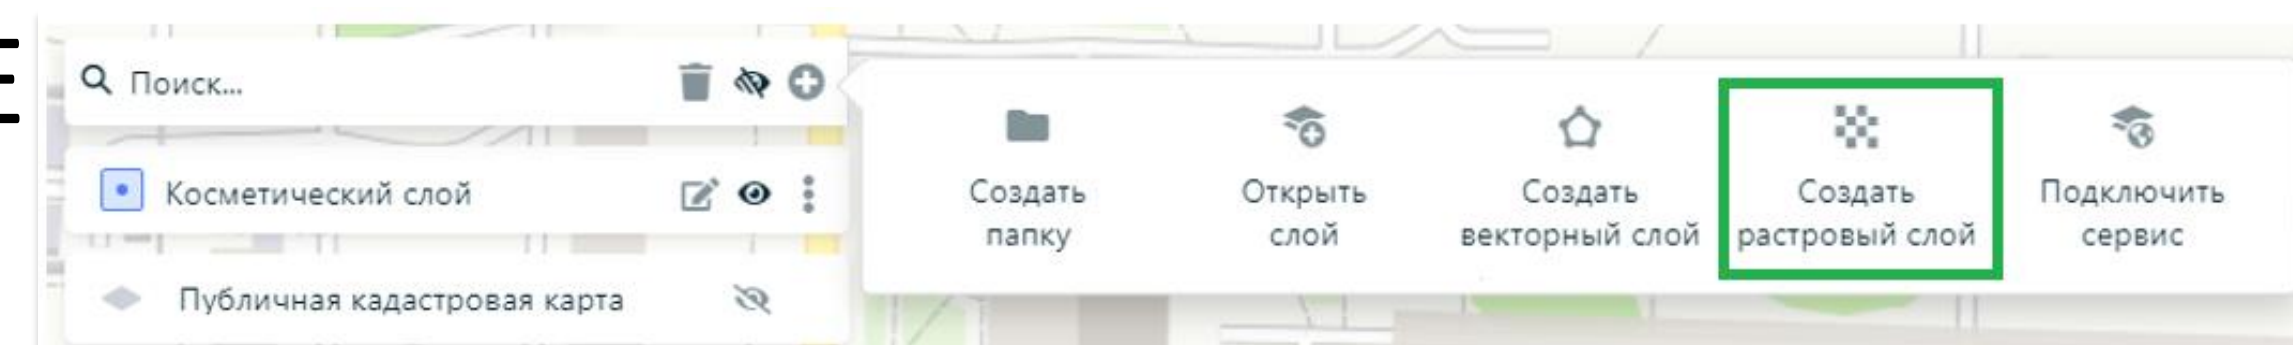 Поиск...
Косметический слой
Публичная кадастровая карта
Создать
папку
Открыть
слой
Создать
векторный слой
Создать
растровый слой
Подключить
сервис